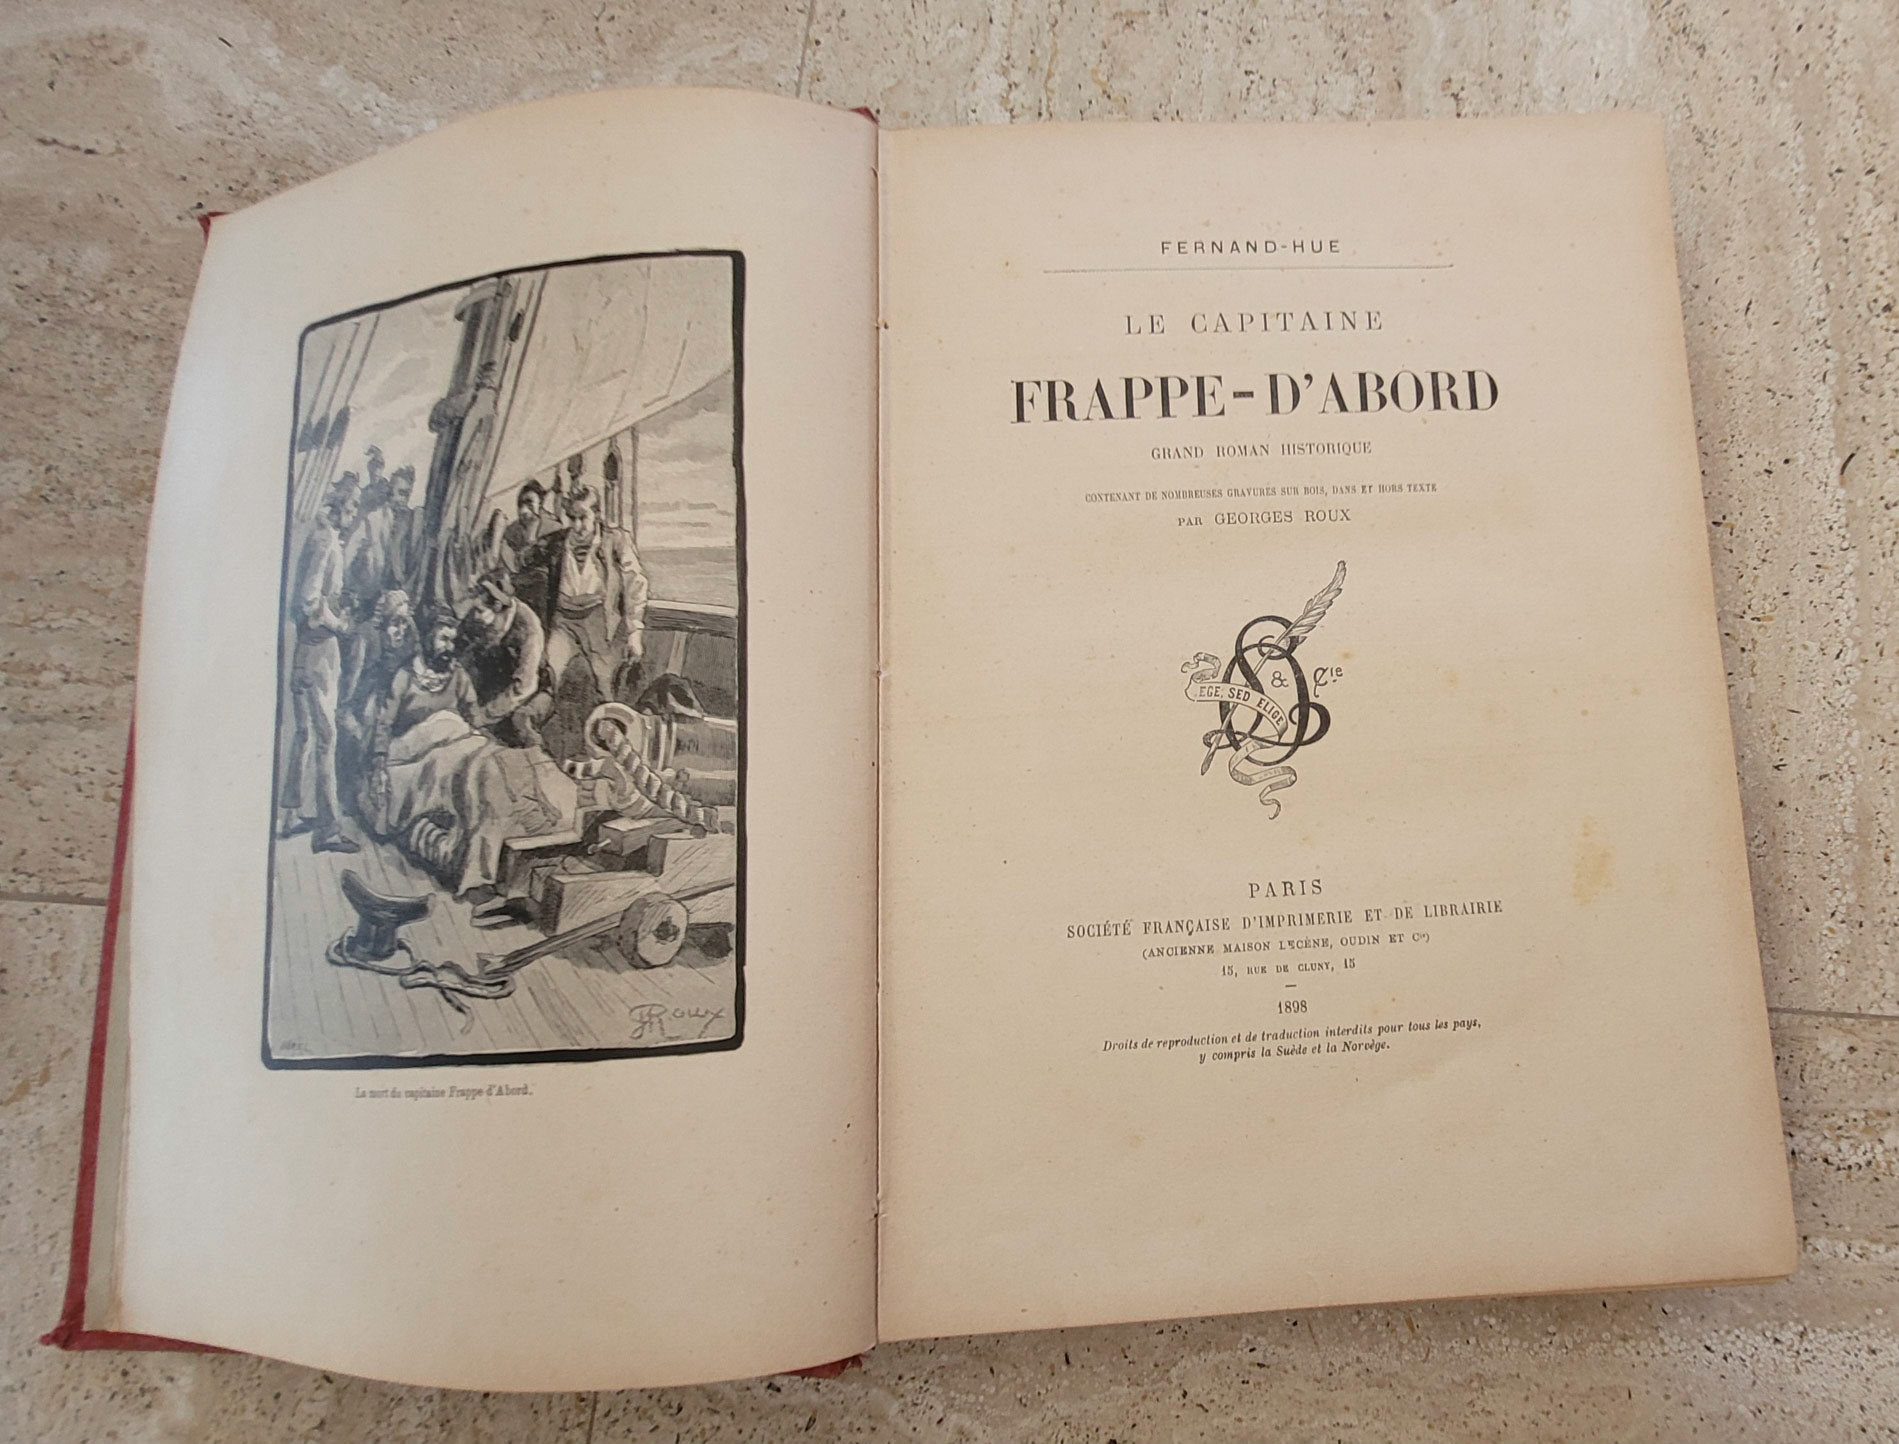 La mort du capitaine Frappe-d'Abord.
Roux
FERNAND-HUE
LE CAPITAINE
FRAPPE-D'ABORD
GRAND ROMAN HISTORIQUE
CONTENANT DE NOMBREUSES GRAVURES SUR BOIS, DANS ET HORS TEXTE
PAR GEORGES ROUX
& Cie
EGE, SED ELIGE
PARIS
SOCIÉTÉ FRANÇAISE D'IMPRIMERIE ET DE LIBRAIRIE
(ANCIENNE MAISON LECÈNE, OUDIN ET Cie)
15, RUE DE CLUNY, 15
1898
Droits de reproduction et de traduction interdits pour tous les pays,
y compris la Suède et la Norvège.